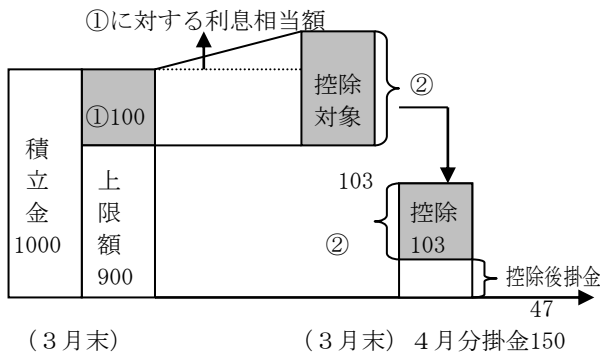 ①に対する利息相当額
①100
控除
対象
②
積
立
金
1000
上
限
額
900
103
②
控除
103
控除後掛金
47
（３月末）
（３月末）
４月分掛金150